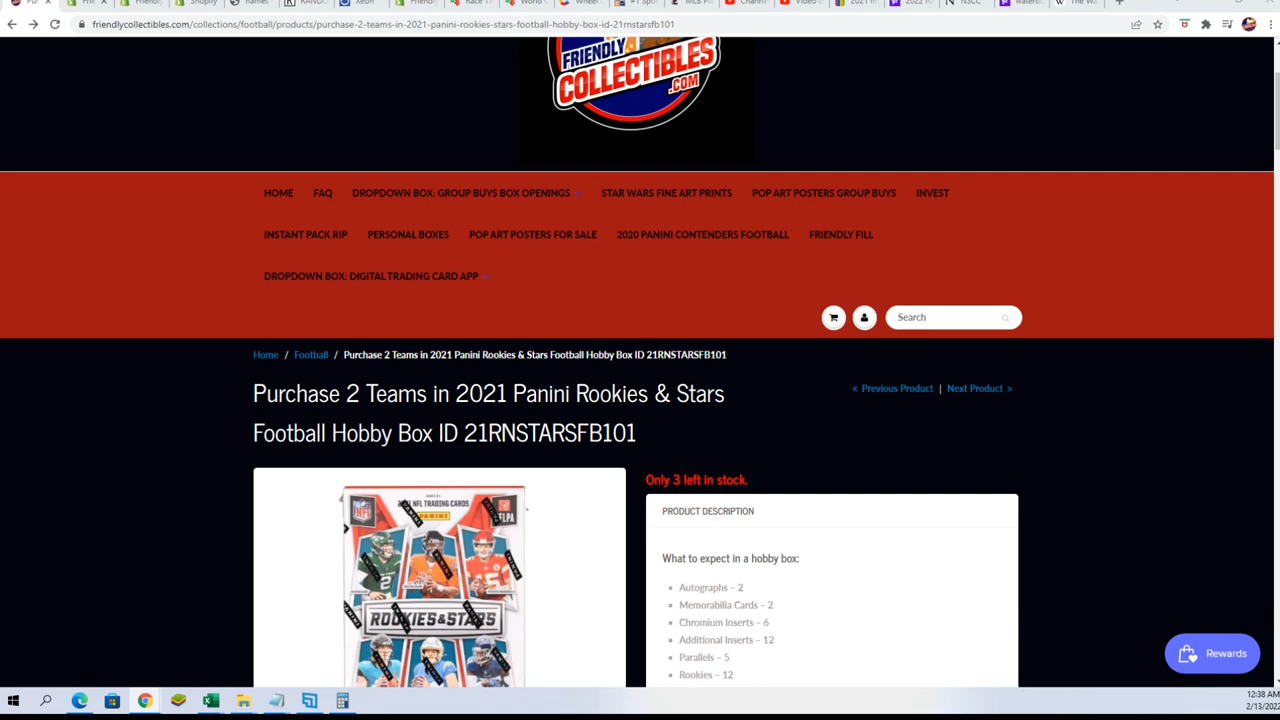 friendlycollectibles.com/collections/football/products/purchase-2-teams-in-2021-panini-rookies-stars-football-hobby-box-id-21rnstarsfb101
FRIENDLY
COLLECTIBLES
.COM
HOME FAQ DROPDOWN BOX: GROUP BUYS BOX OPENINGS STAR WARS FINE ART PRINTS POP ART POSTERS GROUP BUYS INVEST
INSTANT PACK RIP PERSONAL BOXES POP ART POSTERS FOR SALE 2020 PANINI CONTENDERS FOOTBALL FRIENDLY FILL
DROPDOWN BOX: DIGITAL TRADING CARD APP
Search
Home / Football / Purchase 2 Teams in 2021 Panini Rookies & Stars Football Hobby Box ID 21RNSTARSFB101
« Previous Product | Next Product »
Purchase 2 Teams in 2021 Panini Rookies & Stars
Football Hobby Box ID 21RNSTARSFB101
Only 3 left in stock.
PRODUCT DESCRIPTION
NFL TRADING CARDS
PANINI
NFL
ROOKIES & STARS
What to expect in a hobby box:
Autographs – 2
Memorabilia Cards – 2
Chromium Inserts – 6
Additional Inserts – 12
Parallels – 5
Rookies – 12
Rewards
12:38 AM